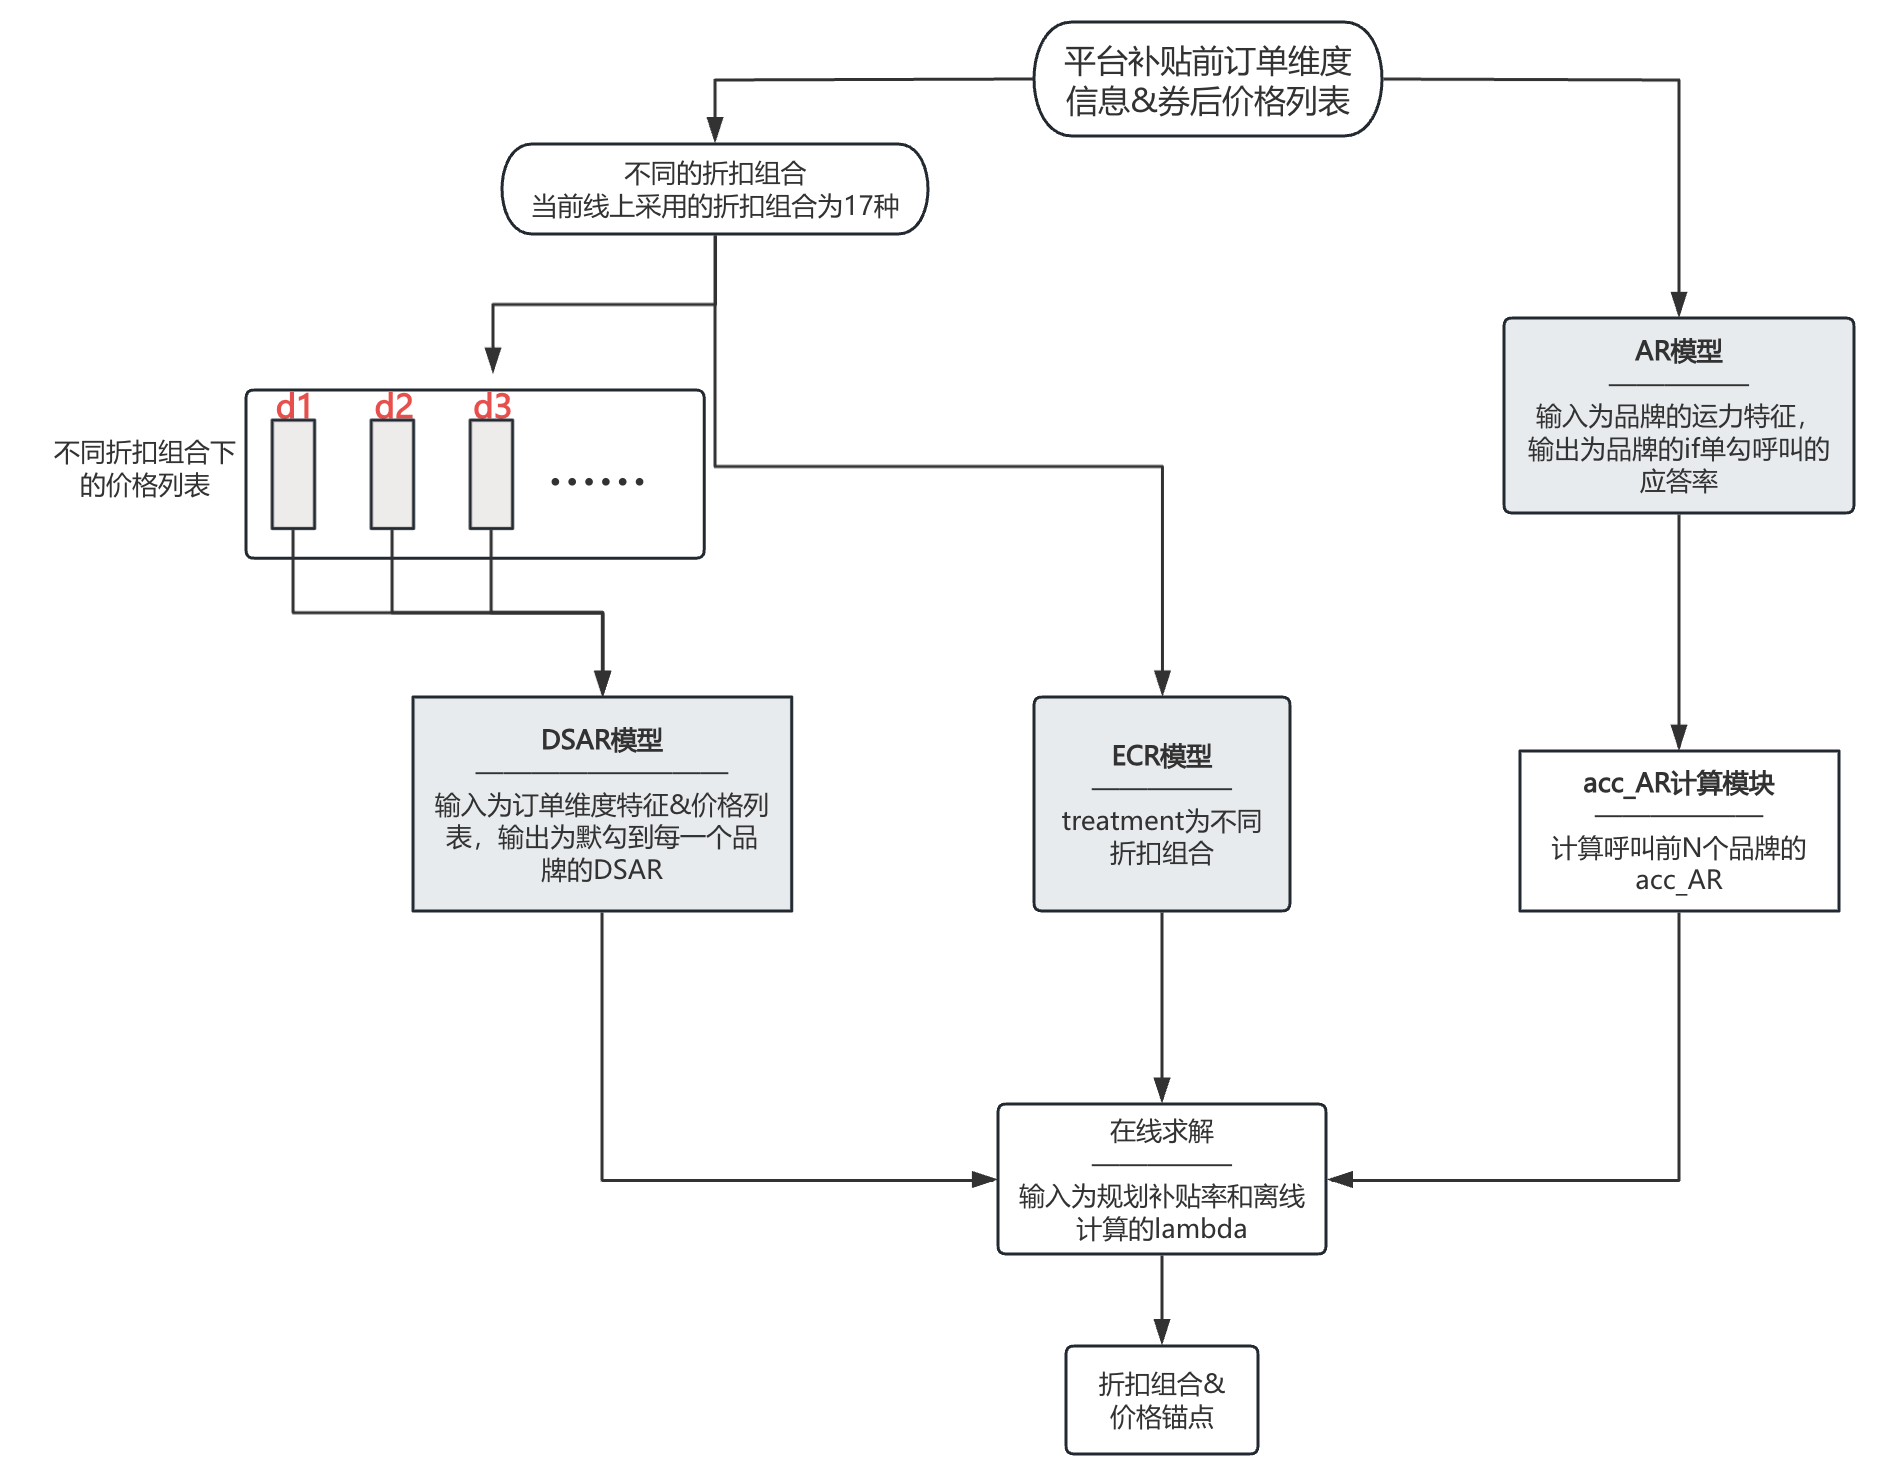 平台补贴前订单维度
信息&券后价格列表
不同的折扣组合
当前线上采用的折扣组合为17种
AR模型
输入为品牌的运力特征，
输出为品牌的if单勾呼叫的
应答率
d1 d2 d3
不同折扣组合下
的价格列表
......
DSAR模型
输入为订单维度特征&价格列
表，输出为默勾到每一个品
牌的DSAR
ECR模型
treatment为不同
折扣组合
acc_AR计算模块
计算呼叫前N个品牌的
acc_AR
在线求解
输入为规划补贴率和离线
计算的lambda
折扣组合&
价格锚点